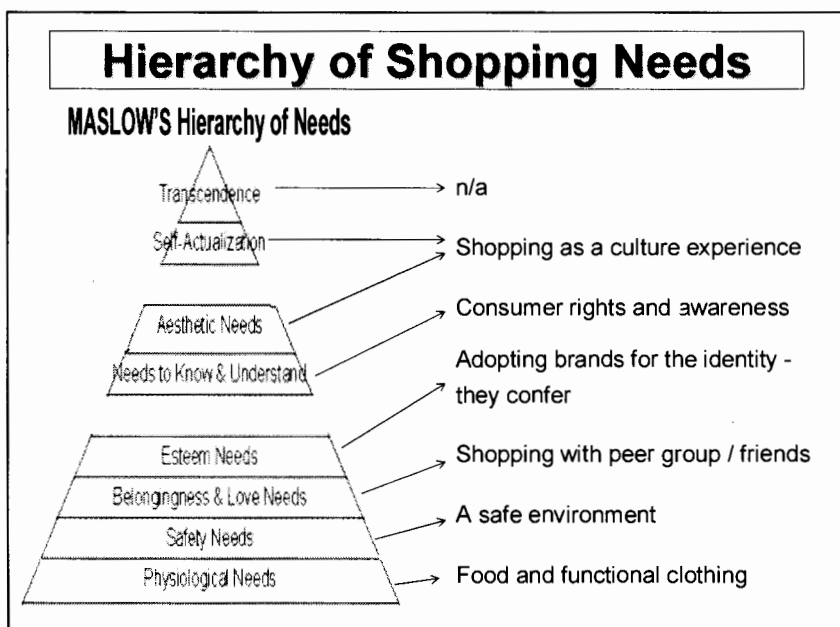 Hierarchy of Shopping Needs
MASLOW'S Hierarchy of Needs
Transcendence
n/a
Self-Actualization
Shopping as a culture experience
Aesthetic Needs
Consumer rights and awareness
Needs to Know & Understand
Adopting brands for the identity -
they confer
Esteem Needs
Shopping with peer group / friends
Belongingness & Love Needs
A safe environment
Safety Needs
Physiological Needs
Food and functional clothing